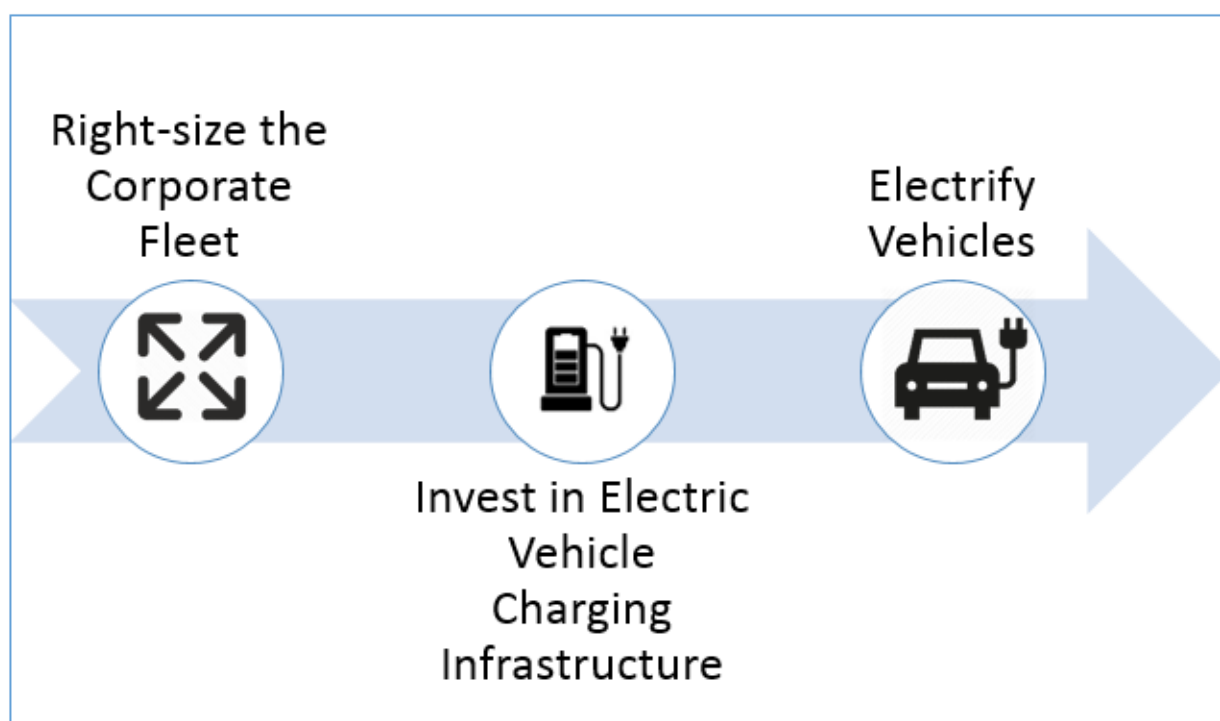 Right-size the
Corporate
Fleet
Invest in Electric
Vehicle
Charging
Infrastructure
Electrify
Vehicles